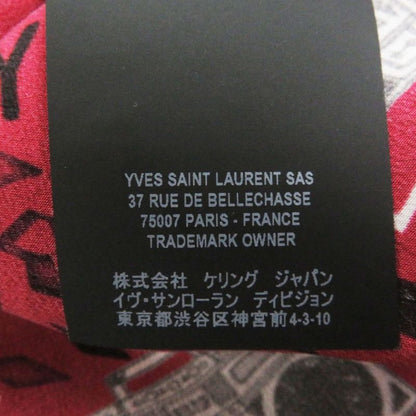 YVES SAINT LAURENT SAS
37 RUE DE BELLECHASSE
75007 PARIS - FRANCE
TRADEMARK OWNER
株式会社 ケリング ジャパン
イヴ・サンローラン ディビジョン
東京都渋谷区神宮前4-3-10